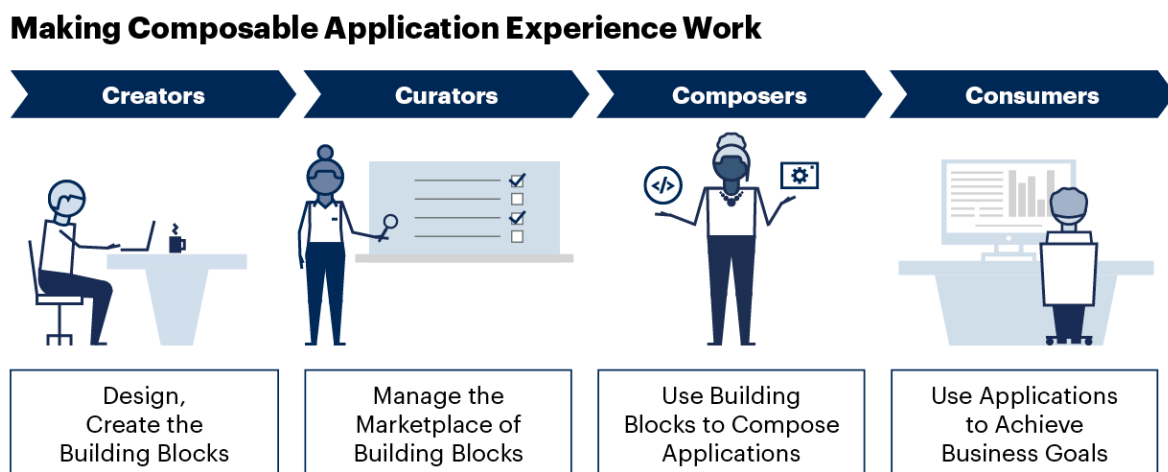 Making Composable Application Experience Work
Creators
Curators
Composers
Consumers
</>
Design,
Create the
Building Blocks
Manage the
Marketplace of
Building Blocks
Use Building
Blocks to Compose
Applications
Use Applications
to Achieve
Business Goals